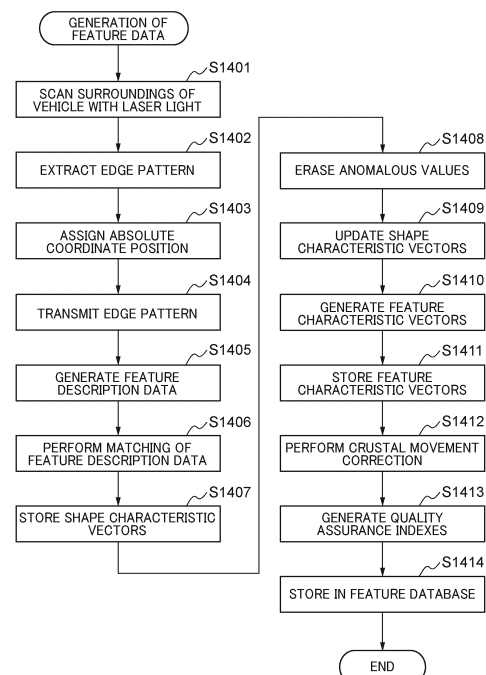 GENERATION OF
FEATURE DATA
S1401
SCAN SURROUNDINGS OF
VEHICLE WITH LASER LIGHT
S1402
EXTRACT EDGE PATTERN
S1403
ASSIGN ABSOLUTE
COORDINATE POSITION
S1404
TRANSMIT EDGE PATTERN
S1405
GENERATE FEATURE
DESCRIPTION DATA
S1406
PERFORM MATCHING OF
FEATURE DESCRIPTION DATA
S1407
STORE SHAPE CHARACTERISTIC
VECTORS
S1408
ERASE ANOMALOUS VALUES
S1409
UPDATE SHAPE
CHARACTERISTIC VECTORS
S1410
GENERATE FEATURE
CHARACTERISTIC VECTORS
S1411
STORE FEATURE
CHARACTERISTIC VECTORS
S1412
PERFORM CRUSTAL MOVEMENT
CORRECTION
S1413
GENERATE QUALITY
ASSURANCE INDEXES
S1414
STORE IN FEATURE DATABASE
END